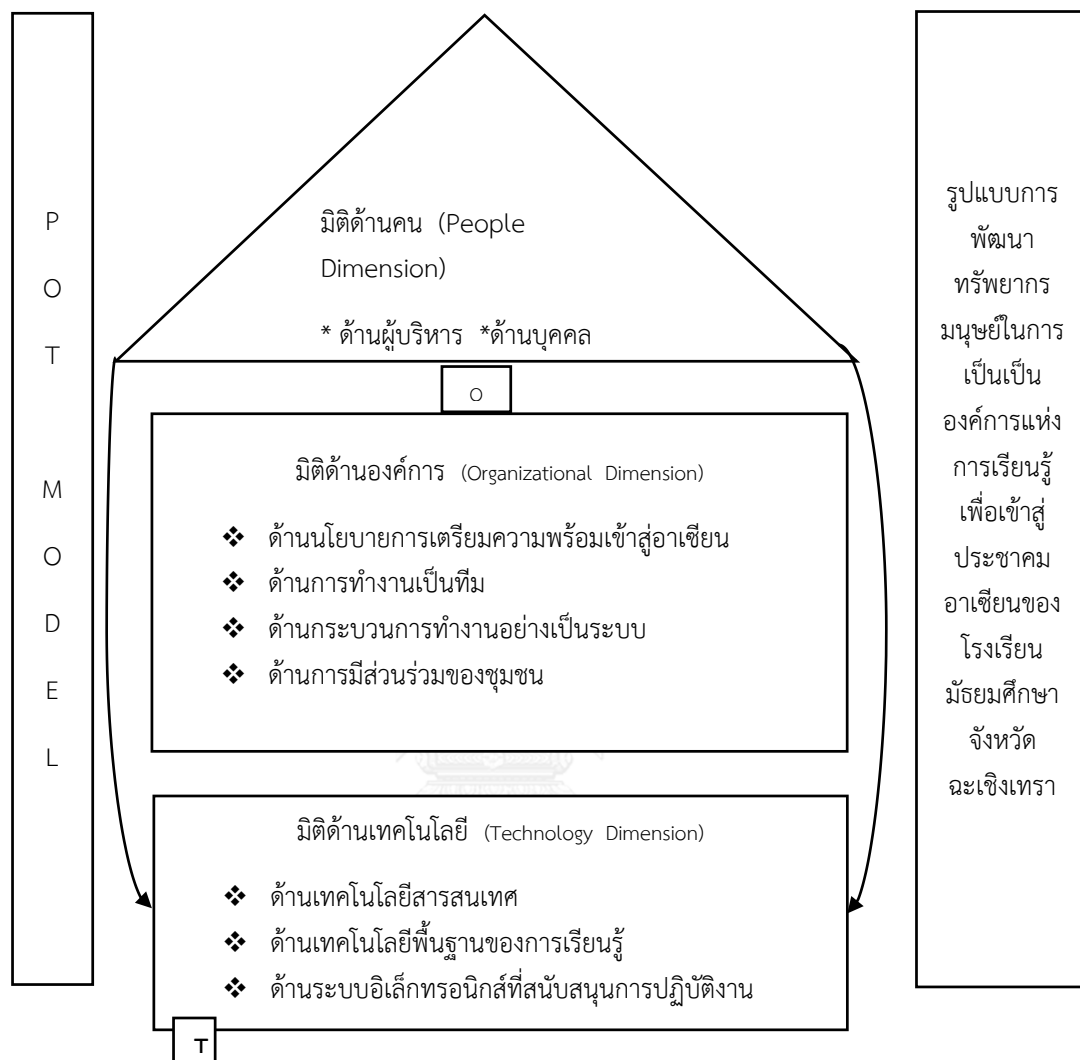 P
O
T
M
O
D
E
L
มิติด้านคน (People
Dimension)
* ด้านผู้บริหาร *ด้านบุคคล
O
มิติด้านองค์การ (Organizational Dimension)
❖ ด้านนโยบายการเตรียมความพร้อมเข้าสู่อาเซียน
❖ ด้านการทำงานเป็นทีม
❖ ด้านกระบวนการทำงานอย่างเป็นระบบ
❖ ด้านการมีส่วนร่วมของชุมชน
มิติด้านเทคโนโลยี (Technology Dimension)
❖ ด้านเทคโนโลยีสารสนเทศ
❖ ด้านเทคโนโลยีพื้นฐานของการเรียนรู้
❖ ด้านระบบอิเล็กทรอนิกส์ที่สนับสนุนการปฏิบัติงาน
T
รูปแบบการ
พัฒนา
ทรัพยากร
มนุษย์ในการ
เป็นเป็น
องค์การแห่ง
การเรียนรู้
เพื่อเข้าสู่
ประชาคม
อาเซียนของ
โรงเรียน
มัธยมศึกษา
จังหวัด
ฉะเชิงเทรา